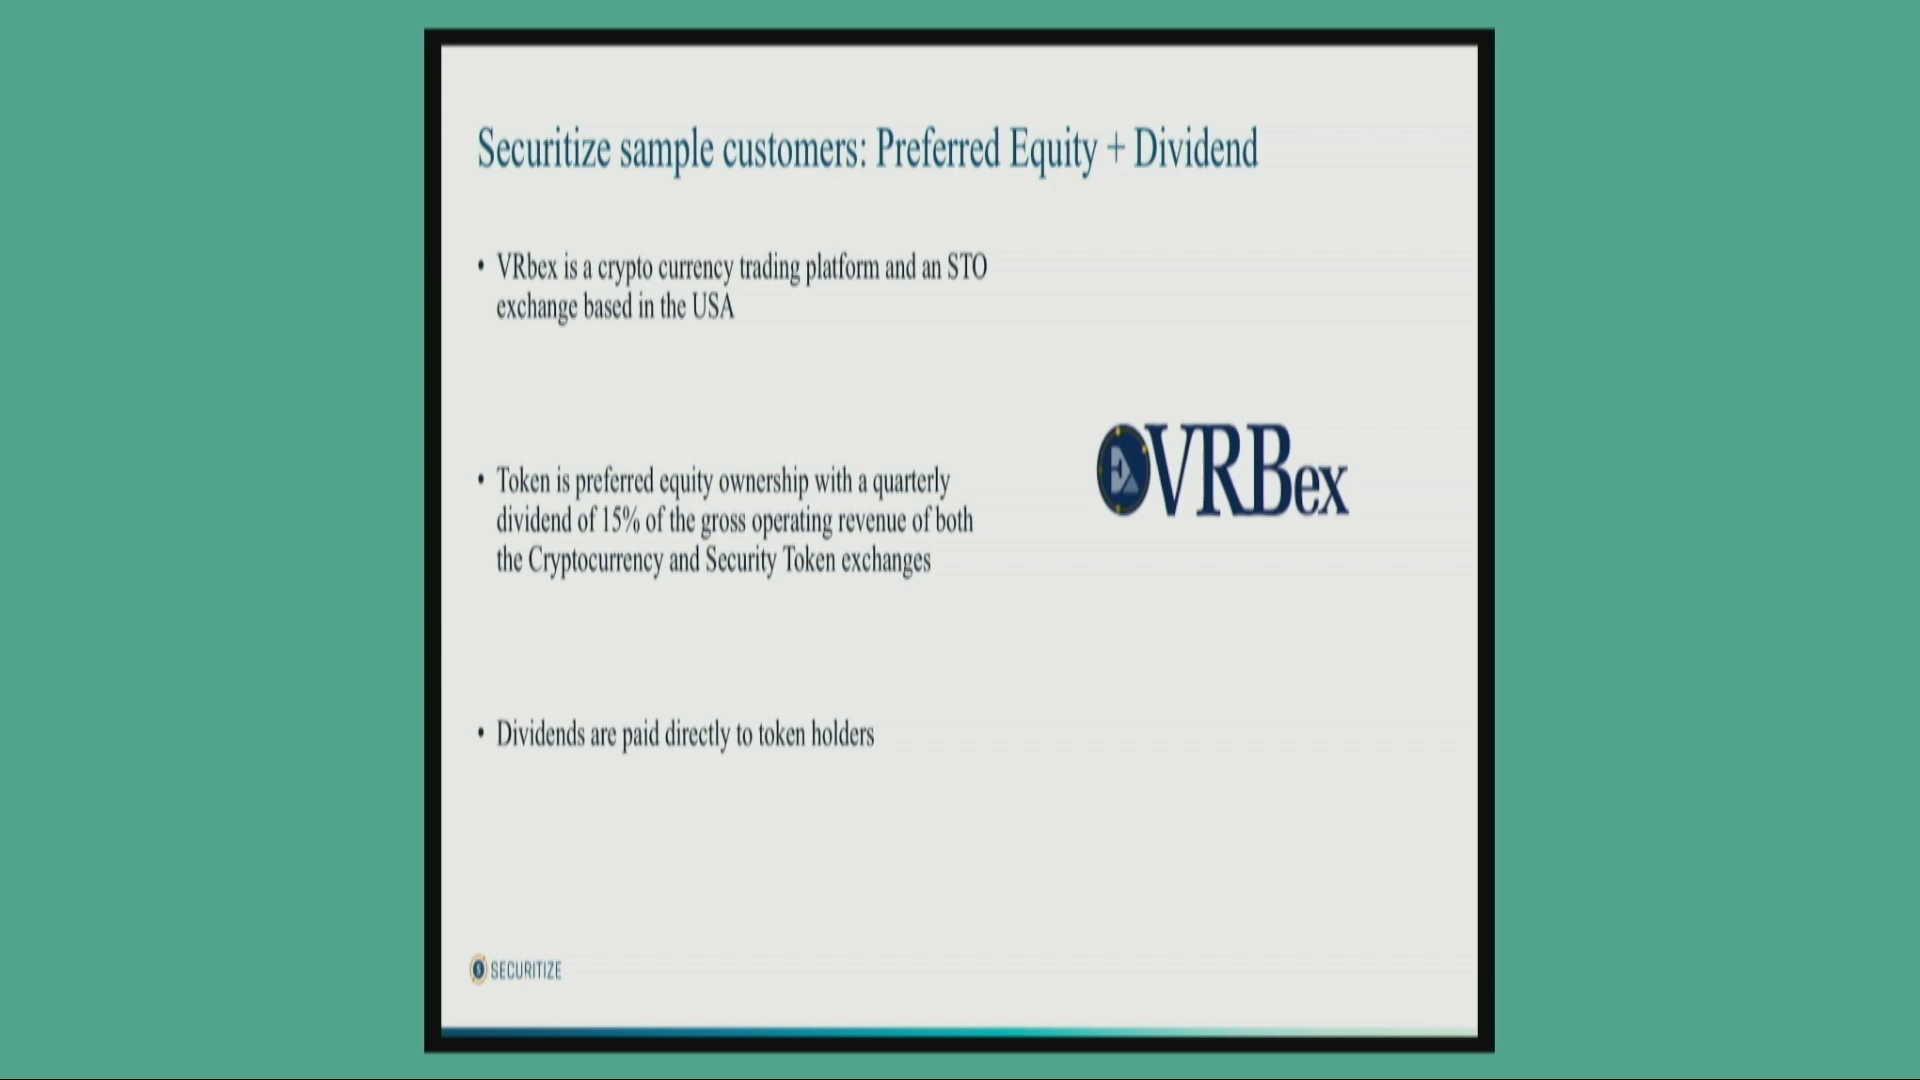 Securitize sample customers: Preferred Equity + Dividend
• VRbex is a crypto currency trading platform and an STO
exchange based in the USA
VRBex
• Token is preferred equity ownership with a quarterly
dividend of 15% of the gross operating revenue of both
the Cryptocurrency and Security Token exchanges
• Dividends are paid directly to token holders
SECURITIZE